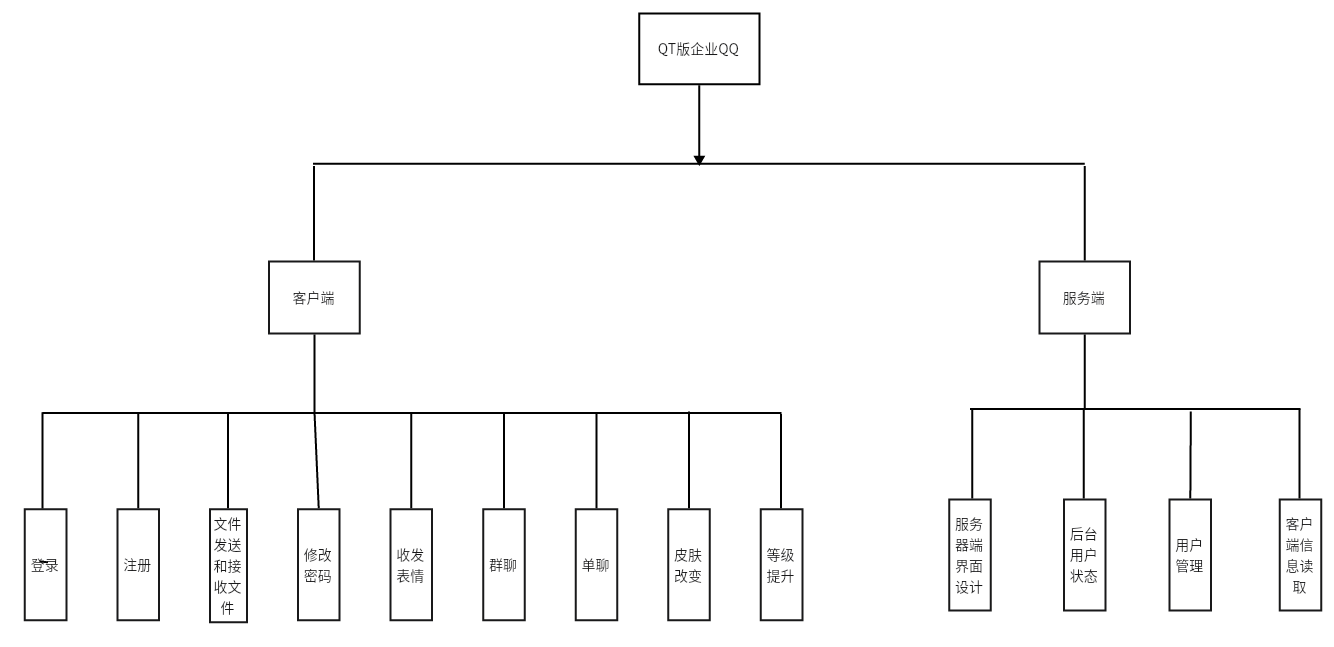 QT版企业QQ
客户端
服务端
登录
注册
文件
发送
和接
收文
件
修改
密码
收发
表情
群聊
单聊
皮肤
改变
等级
提升
服务
器端
界面
设计
后台
用户
状态
用户
管理
客户
端信
息读
取